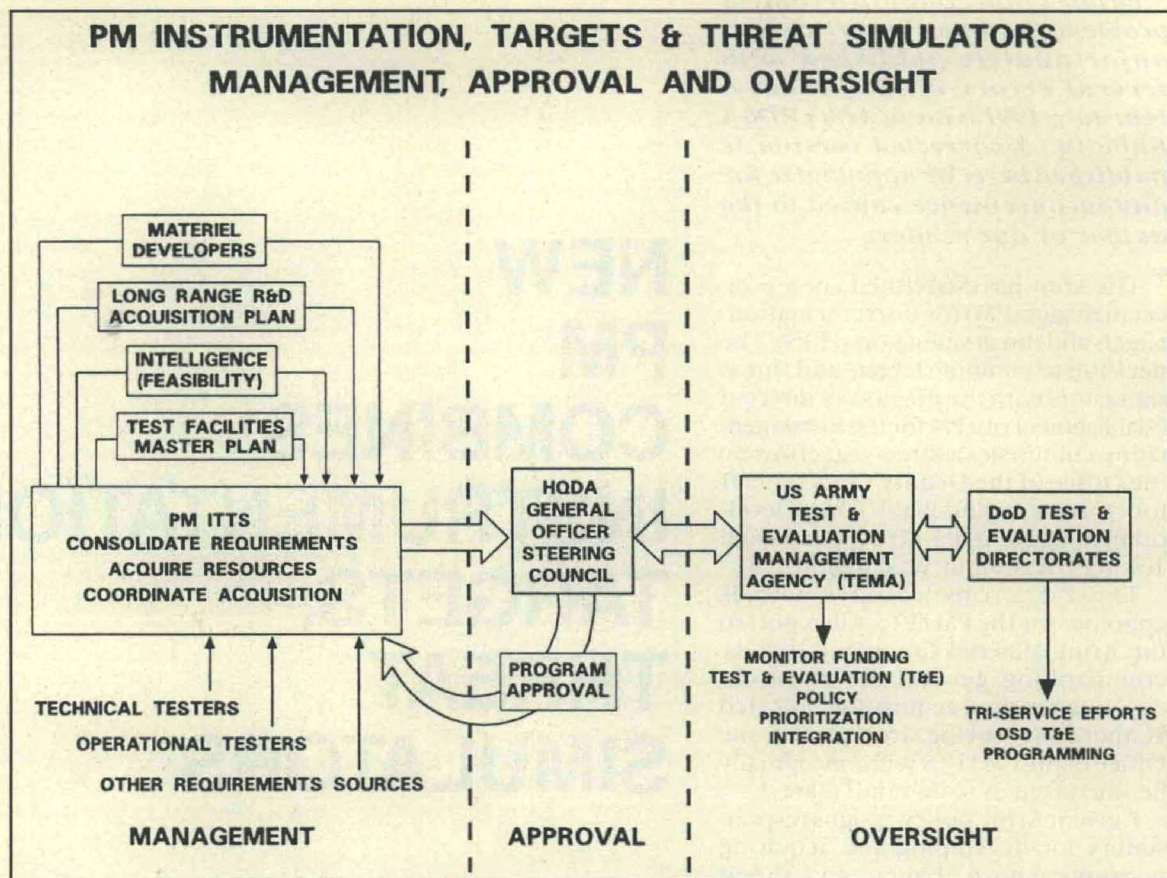 PM INSTRUMENTATION, TARGETS & THREAT SIMULATORS
MANAGEMENT, APPROVAL AND OVERSIGHT
MATERIEL
DEVELOPERS
LONG RANGE R&D
ACQUISITION PLAN
INTELLIGENCE
(FEASIBILITY)
TEST FACILITIES
MASTER PLAN
PM ITTS
CONSOLIDATE REQUIREMENTS
ACQUIRE RESOURCES
COORDINATE ACQUISITION
TECHNICAL TESTERS
OPERATIONAL TESTERS
OTHER REQUIREMENTS SOURCES
MANAGEMENT
HQDA
GENERAL
OFFICER
STEERING
COUNCIL
PROGRAM
APPROVAL
APPROVAL
US ARMY
TEST &
EVALUATION
MANAGEMENT
AGENCY (TEMA)
MONITOR FUNDING
TEST & EVALUATION (T&E)
POLICY
PRIORITIZATION
INTEGRATION
DoD TEST &
EVALUATION
DIRECTORATES
TRI-SERVICE EFFORTS
OSD T&E
PROGRAMMING
OVERSIGHT